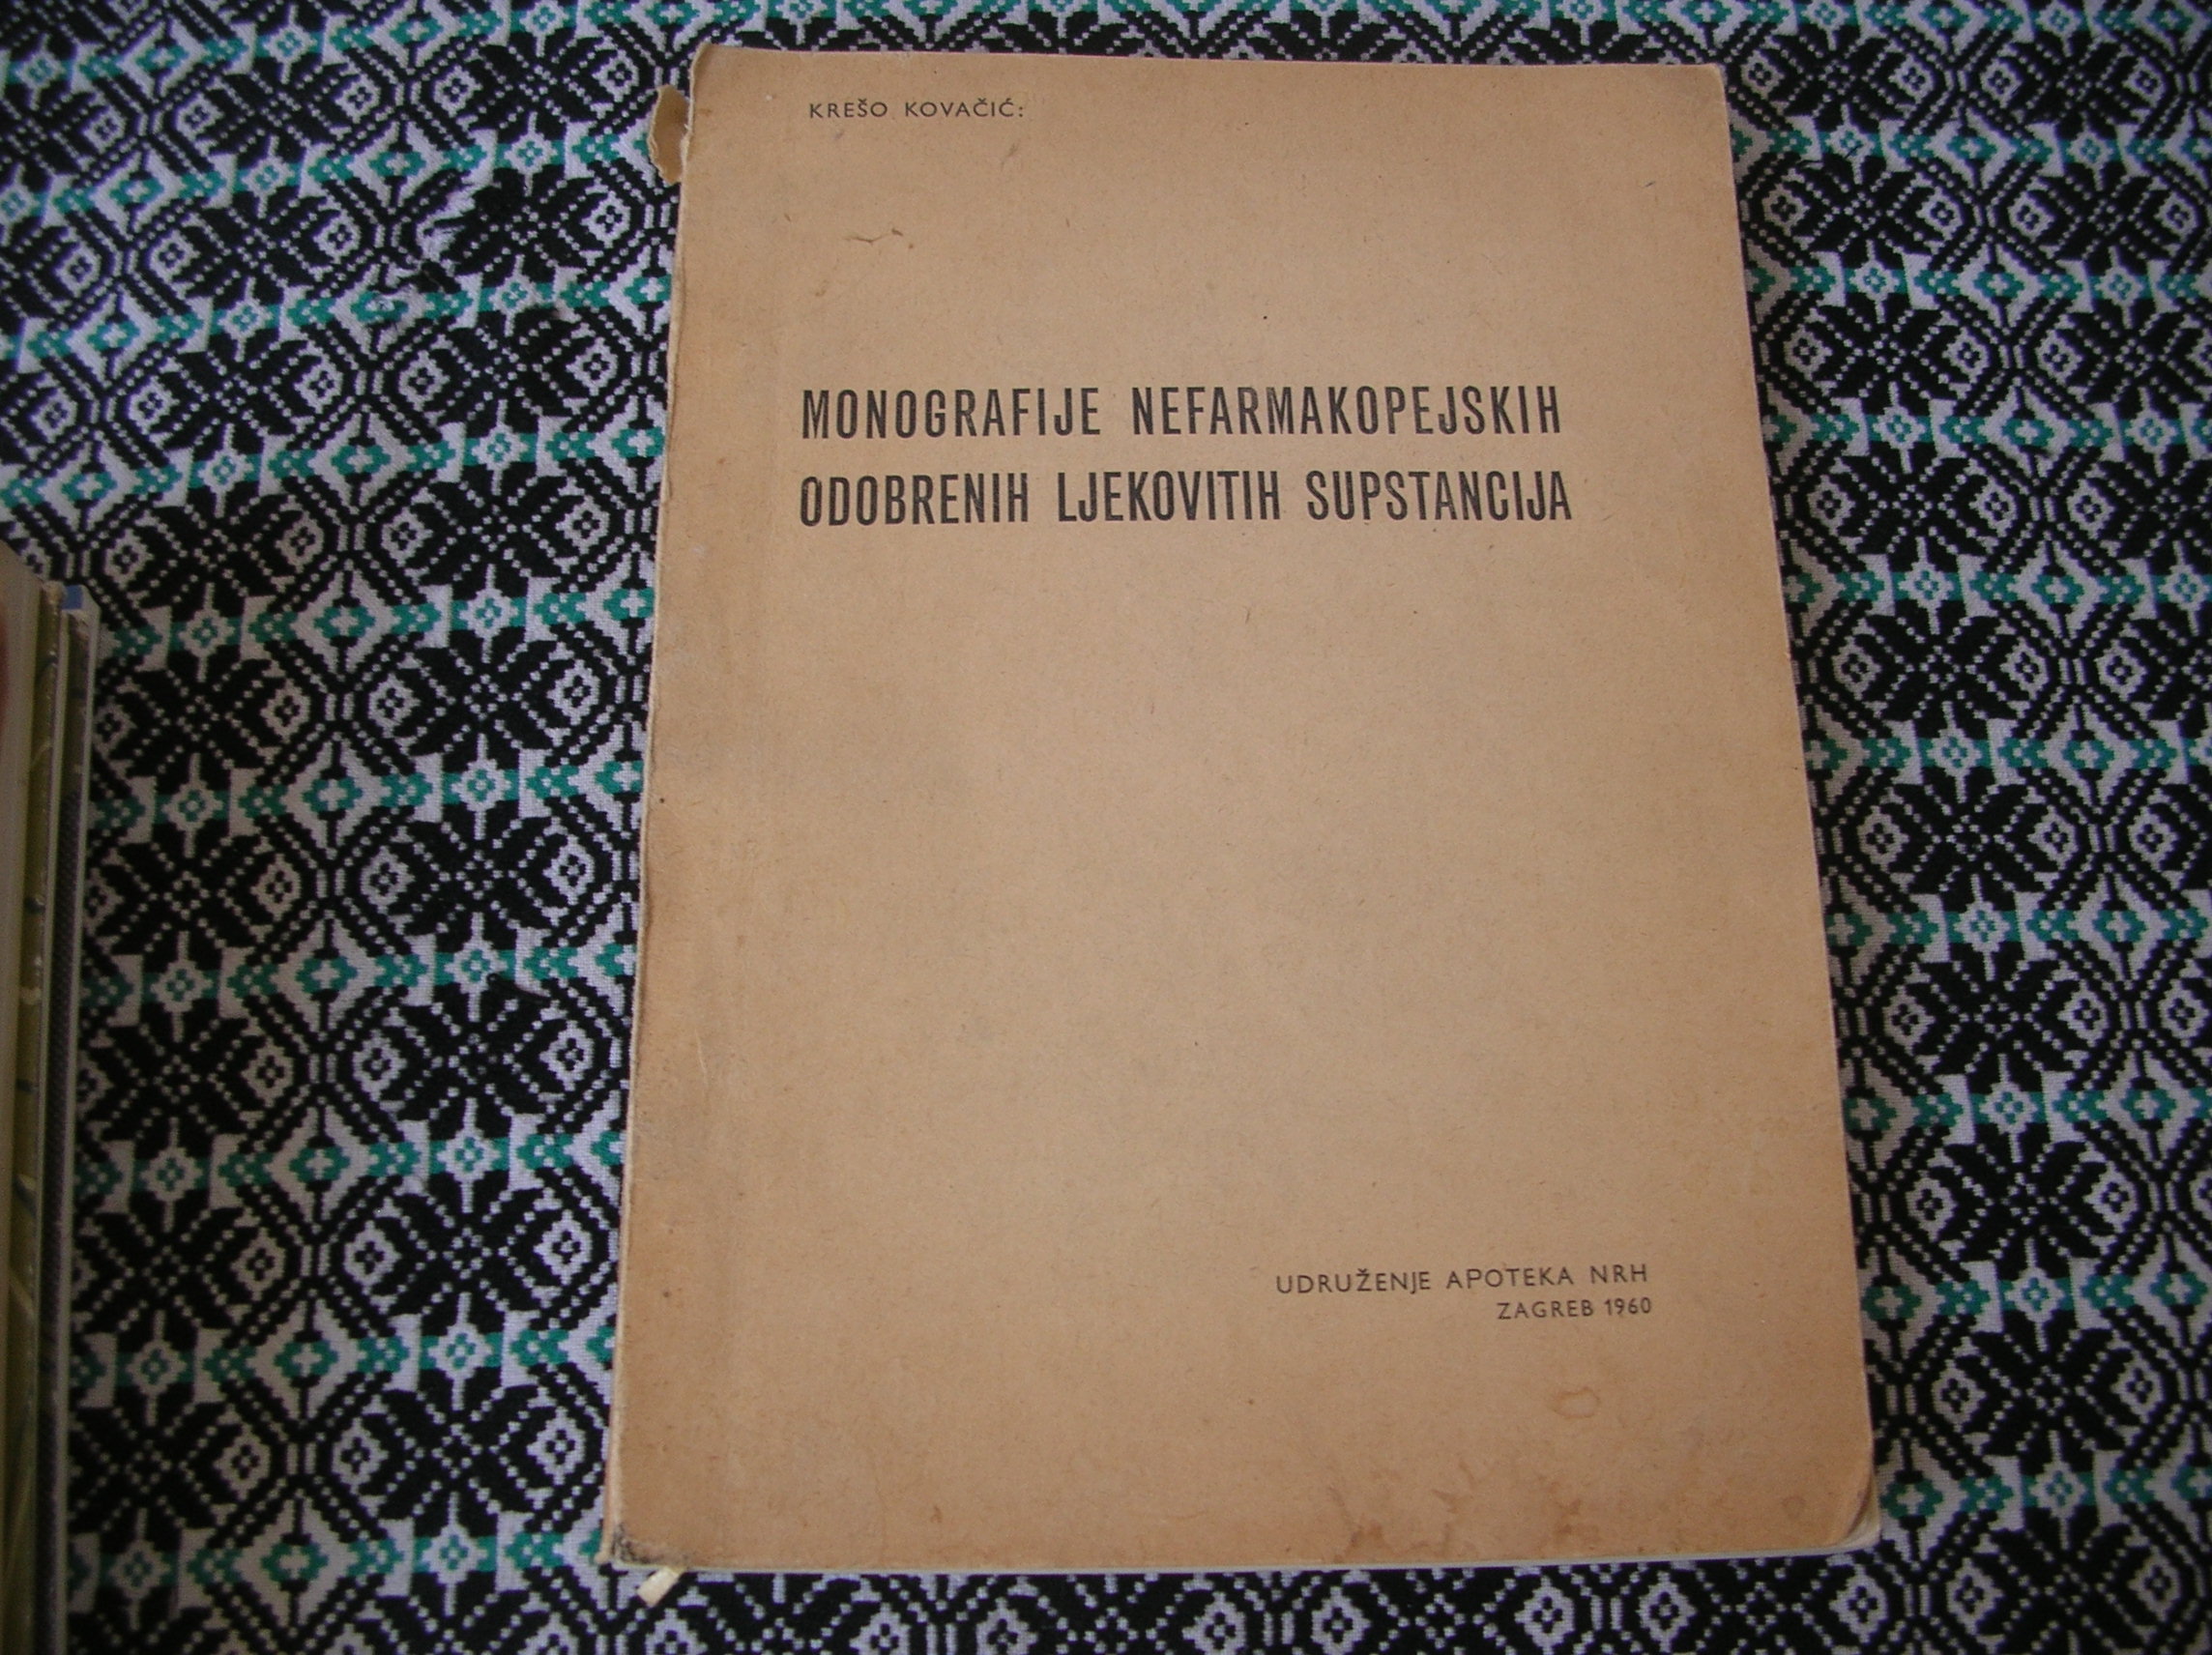 KREŠO KOVAČIĆ:
MONOGRAFIJE NEFARMAKOPEJSKIH
ODOBRENIH LJEKOVITIH SUPSTANCIJA
UDRUŽENJE APOTEKA NRH
ZAGREB 1960